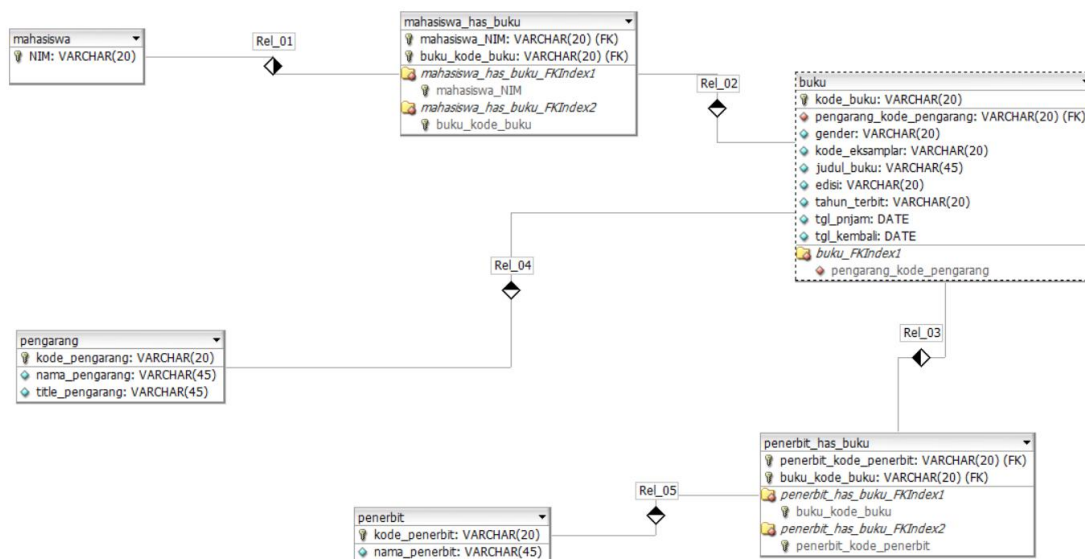 mahasiswa
NIM: VARCHAR(20)
Rel_01
mahasiswa_has_buku
mahasiswa_NIM: VARCHAR(20) (FK)
buku_kode_buku: VARCHAR(20) (FK)
mahasiswa_has_buku_FKIndex1
mahasiswa_NIM
mahasiswa_has_buku_FKIndex2
buku_kode_buku
Rel_02
buku
kode_buku: VARCHAR(20)
pengarang_kode_pengarang: VARCHAR(20) (FK)
gender: VARCHAR(20)
kode_eksamplar: VARCHAR(20)
judul_buku: VARCHAR(45)
edisi: VARCHAR(20)
tahun_terbit: VARCHAR(20)
tgl_pnjam: DATE
tgl_kembali: DATE
buku_FKIndex1
pengarang_kode_pengarang
Rel_04
pengarang
kode_pengarang: VARCHAR(20)
nama_pengarang: VARCHAR(45)
title_pengarang: VARCHAR(45)
Rel_03
penerbit_has_buku
penerbit_kode_penerbit: VARCHAR(20) (FK)
buku_kode_buku: VARCHAR(20) (FK)
penerbit_has_buku_FKIndex1
buku_kode_buku
penerbit_has_buku_FKIndex2
penerbit_kode_penerbit
Rel_05
penerbit
kode_penerbit: VARCHAR(20)
nama_penerbit: VARCHAR(45)